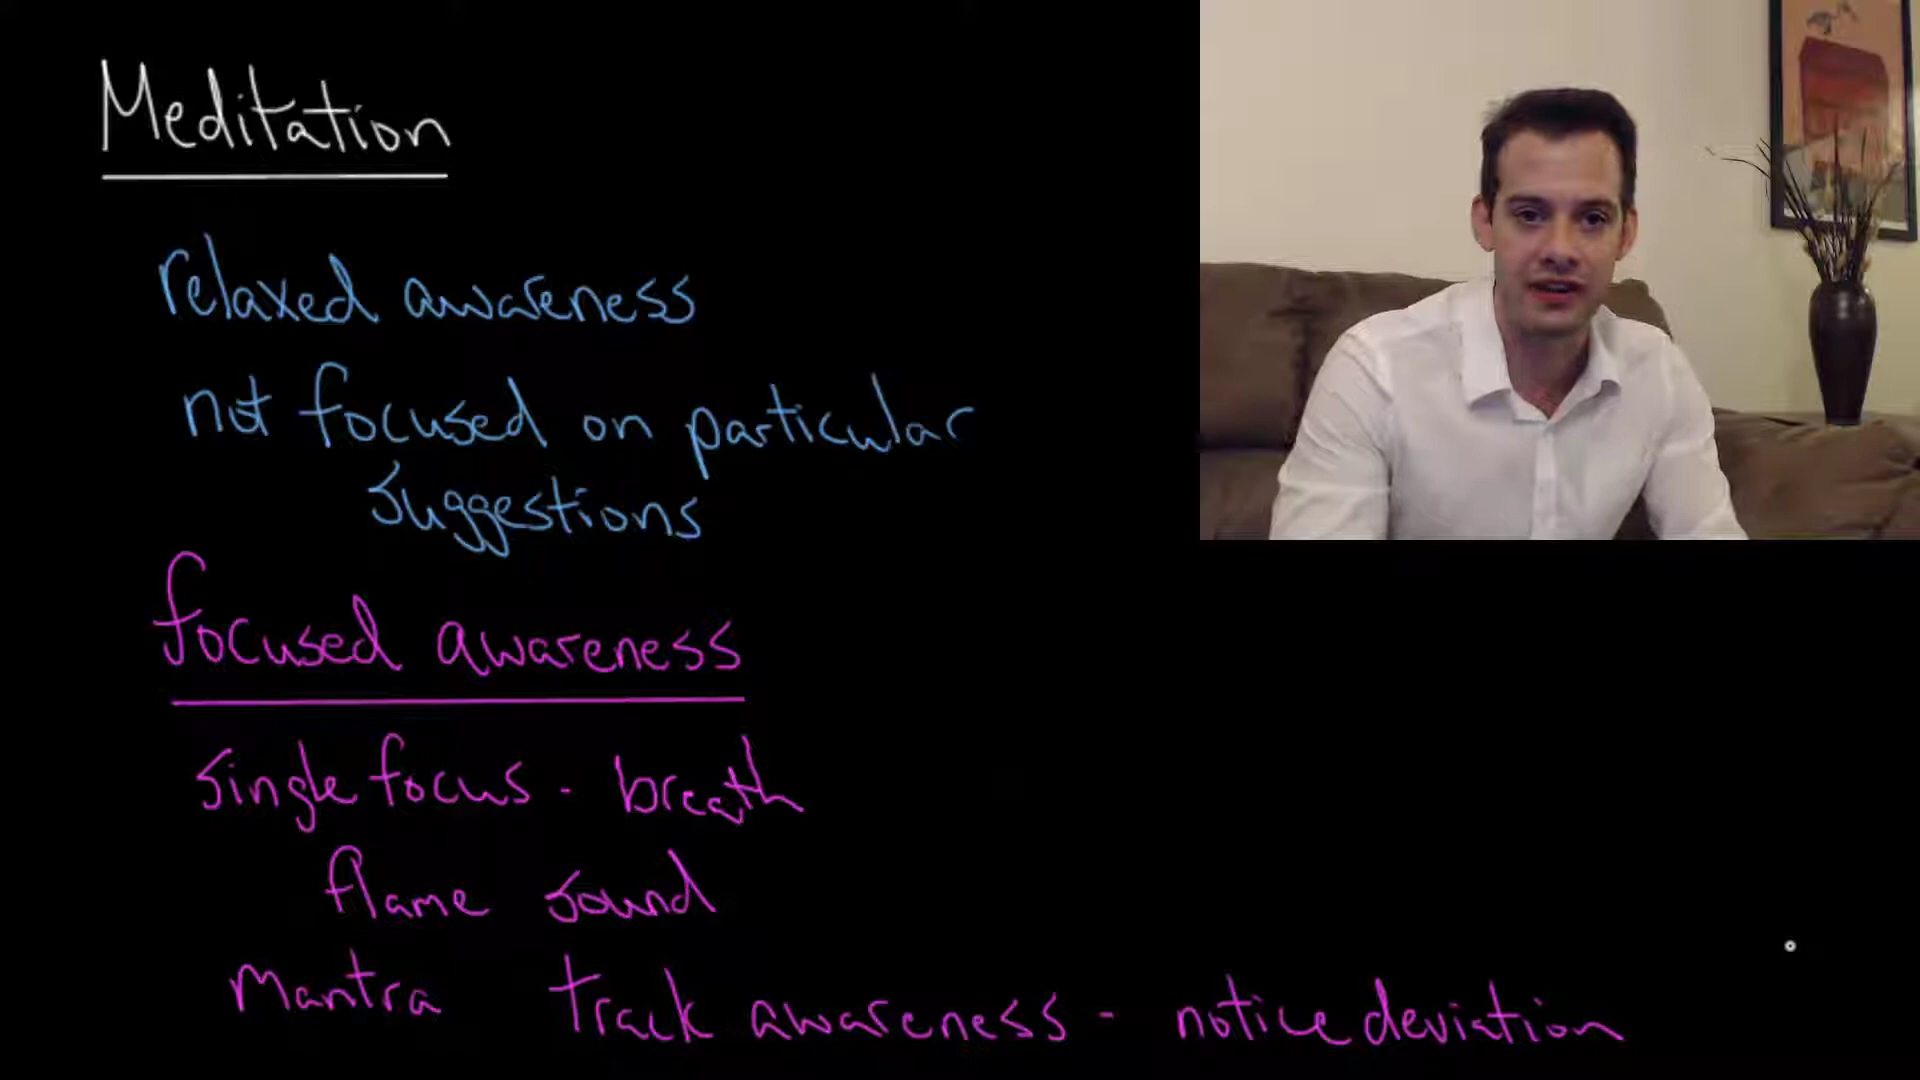 Meditation
relaxed awareness
not focused on particular
suggestions
focused awareness
single focus - breath
flame sound
Mantra track awareness - notice deviation